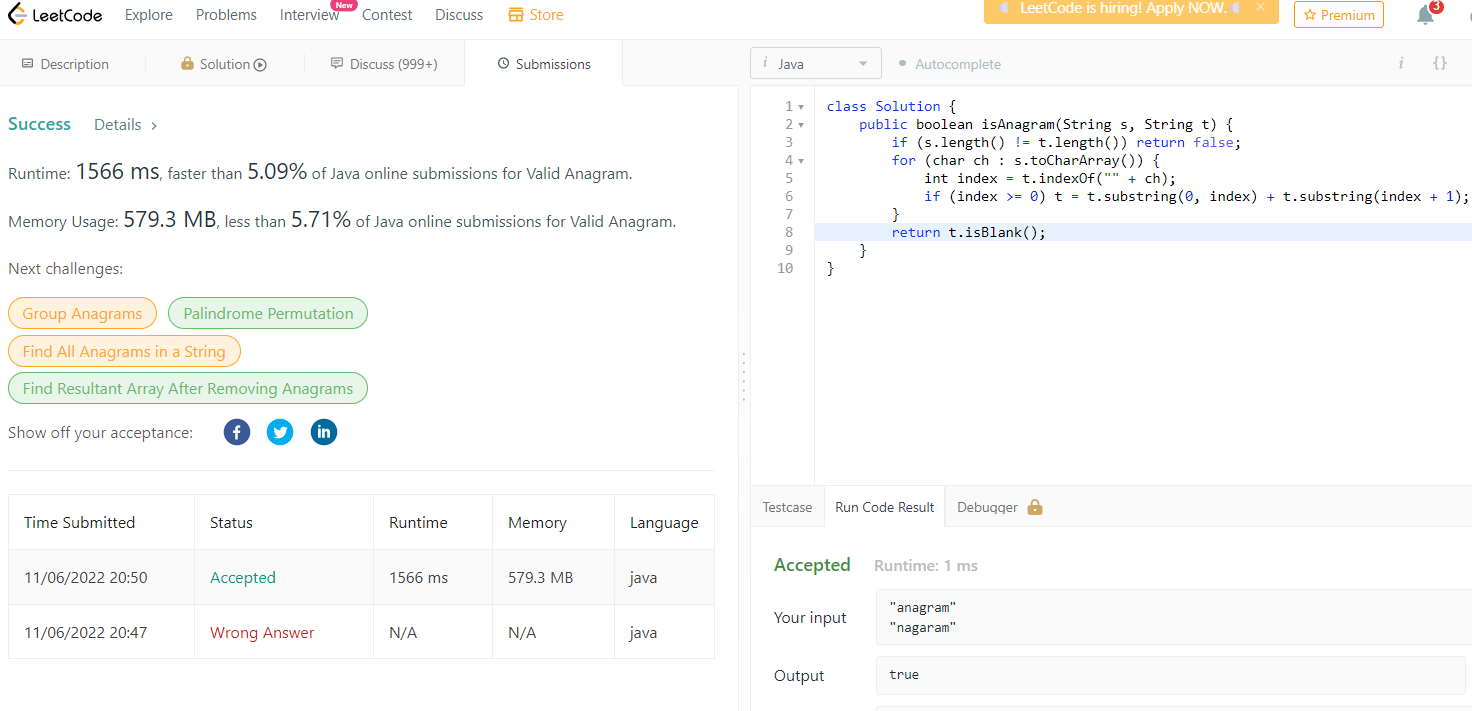 LeetCode Explore Problems Interview New Contest Discuss Store LeetCode is hiring! Apply NOW. × Premium 3
Description Solution Discuss (999+) Submissions
i Java Autocomplete i {}
Success Details >
Runtime: 1566 ms, faster than 5.09% of Java online submissions for Valid Anagram.
Memory Usage: 579.3 MB, less than 5.71% of Java online submissions for Valid Anagram.
Next challenges:
Group Anagrams Palindrome Permutation
Find All Anagrams in a String
Find Resultant Array After Removing Anagrams
Show off your acceptance:
Time Submitted Status Runtime Memory Language
11/06/2022 20:50 Accepted 1566 ms 579.3 MB java
11/06/2022 20:47 Wrong Answer N/A N/A java
1 class Solution {
2 public boolean isAnagram(String s, String t) {
3 if (s.length() != t.length()) return false;
4 for (char ch : s.toCharArray()) {
5 int index = t.indexOf("" + ch);
6 if (index >= 0) t = t.substring(0, index) + t.substring(index + 1);
7 }
8 return t.isBlank();
9 }
10 }
Testcase Run Code Result Debugger
Accepted Runtime: 1 ms
Your input
"anagram"
"nagaram"
Output true